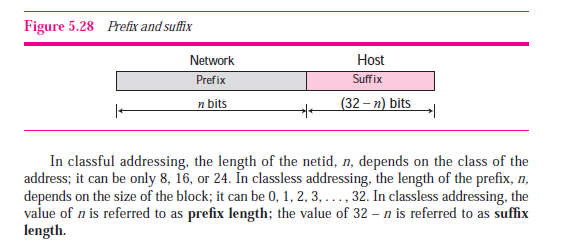 Figure 5.28 Prefix and suffix
Network Host
Prefix Suffix
n bits (32 – n) bits
In classful addressing, the length of the netid, n, depends on the class of the
address; it can be only 8, 16, or 24. In classless addressing, the length of the prefix, n,
depends on the size of the block; it can be 0, 1, 2, 3, . . . , 32. In classless addressing, the
value of n is referred to as prefix length; the value of 32 – n is referred to as suffix
length.